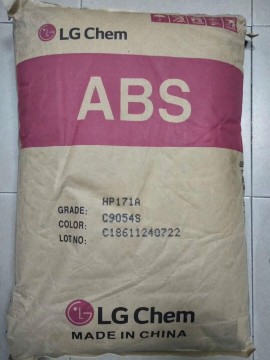 LG Chem
ABS
GRADE: HP171A
COLOR: C9054S
LOTNO: C18611240722
LG Chem
MADE IN CHINA